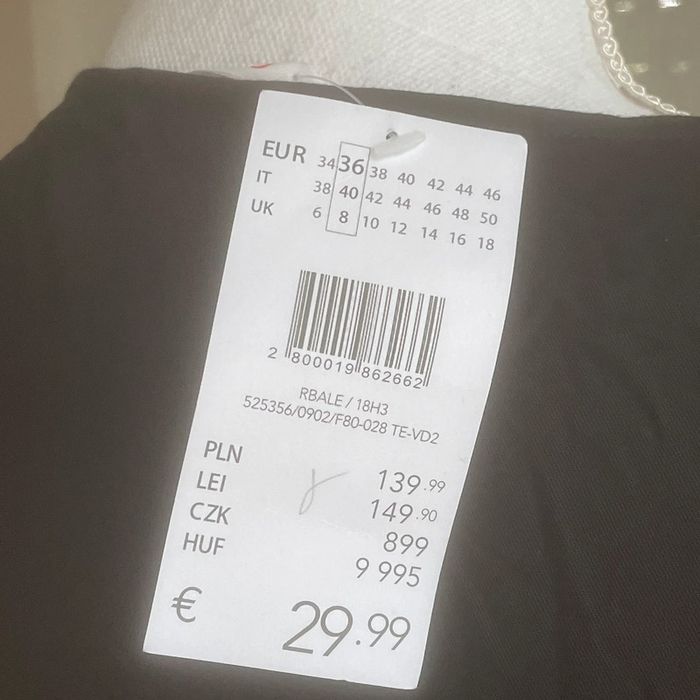 EUR 34 36 38 40 42 44 46
IT 38 40 42 44 46 48 50
UK 6 8 10 12 14 16 18
2 800019 862662
RBALE / 18H3
525356/0902/F80-028 TE-VD2
PLN 139.99
LEI 149.90
CZK 899
HUF 9 995
€ 29.99